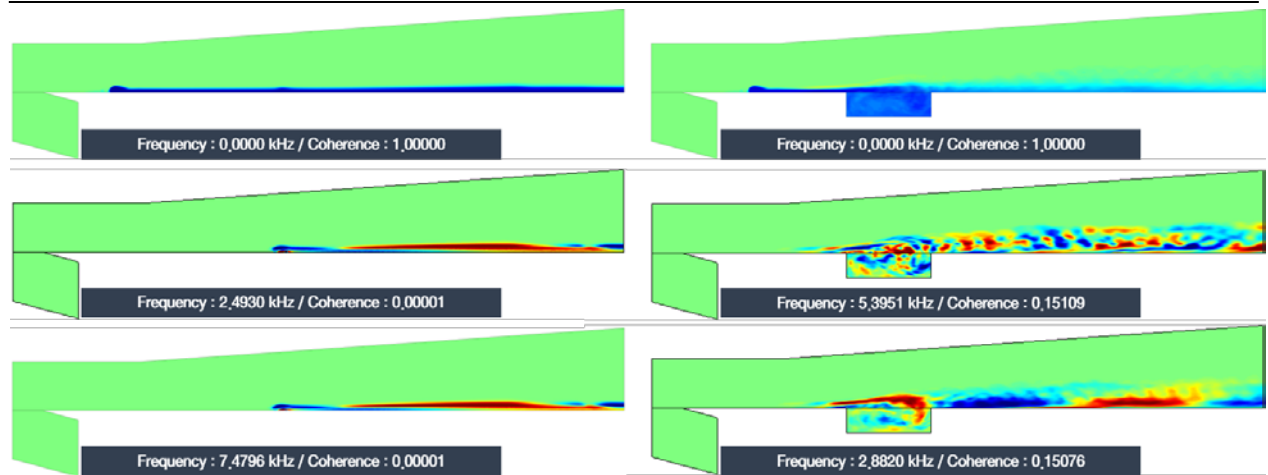 Frequency : 0,0000 kHz / Coherence : 1,00000
Frequency : 0,0000 kHz / Coherence : 1,00000
Frequency : 2,4930 kHz / Coherence : 0,00001
Frequency : 5,3951 kHz / Coherence : 0,15109
Frequency : 7,4796 kHz / Coherence : 0,00001
Frequency : 2,8820 kHz / Coherence : 0,15076